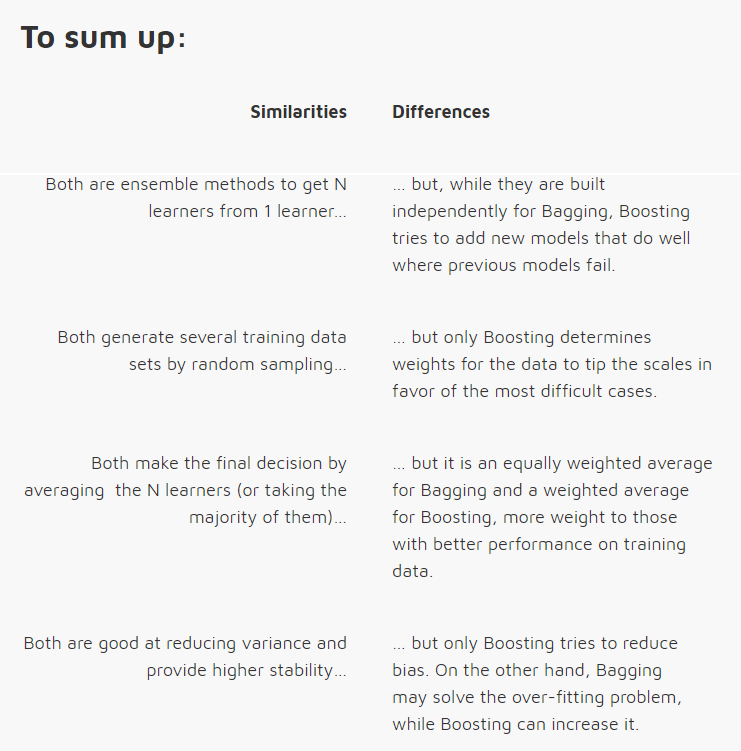 To sum up:
Similarities
Differences
Both are ensemble methods to get N
learners from 1 learner…
… but, while they are built
independently for Bagging, Boosting
tries to add new models that do well
where previous models fail.
Both generate several training data
sets by random sampling…
… but only Boosting determines
weights for the data to tip the scales in
favor of the most difficult cases.
Both make the final decision by
averaging  the N learners (or taking the
majority of them)…
… but it is an equally weighted average
for Bagging and a weighted average
for Boosting, more weight to those
with better performance on training
data.
Both are good at reducing variance and
provide higher stability…
… but only Boosting tries to reduce
bias. On the other hand, Bagging
may solve the over-fitting problem,
while Boosting can increase it.